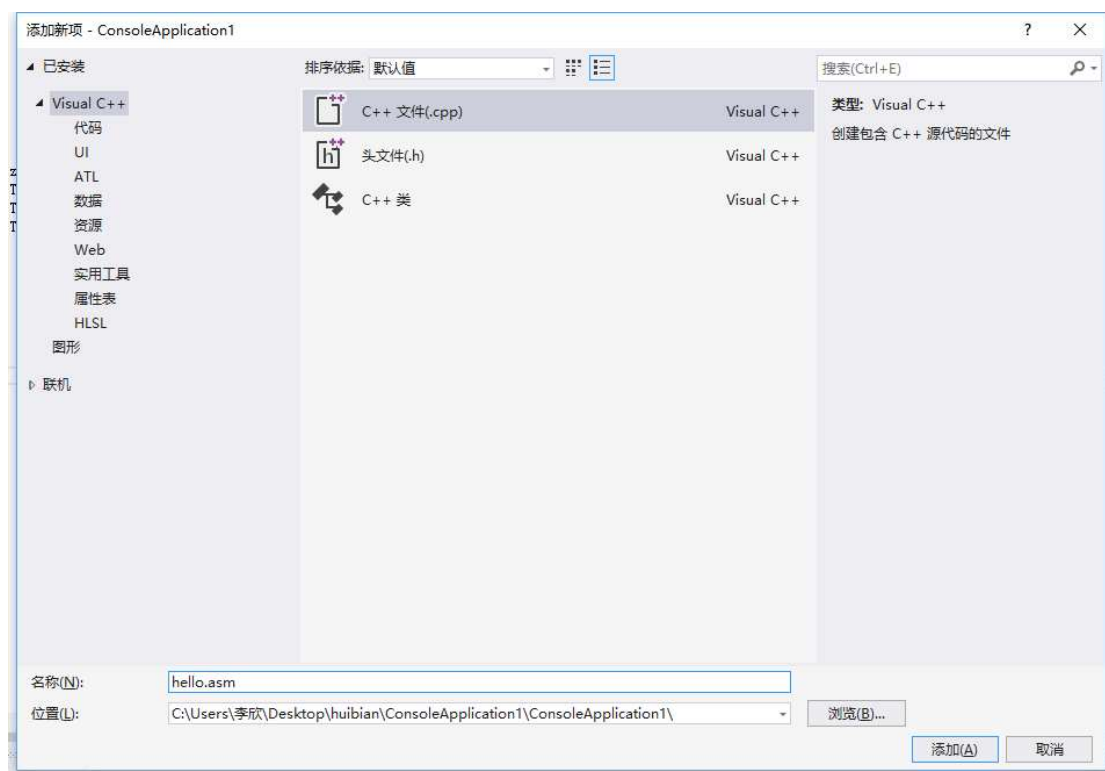 添加新项 - ConsoleApplication1
? ×
已安装
排序依据: 默认值
搜索(Ctrl+E)
Visual C++
代码
UI
ATL
数据
资源
Web
实用工具
属性表
HLSL
图形
联机
C++ 文件(.cpp) Visual C++
头文件(.h) Visual C++
C++ 类 Visual C++
类型: Visual C++
创建包含 C++ 源代码的文件
名称(N): hello.asm
位置(L): C:\Users\李欣\Desktop\huibian\ConsoleApplication1\ConsoleApplication1\
浏览(B)...
添加(A) 取消